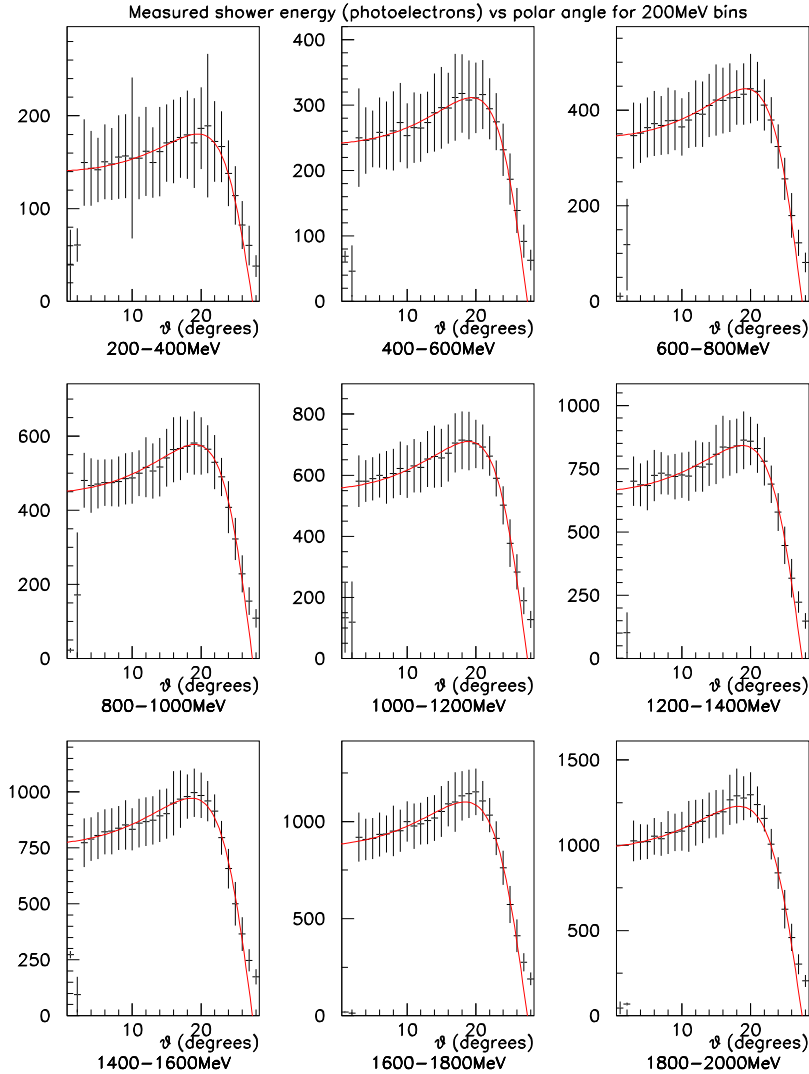 Measured shower energy (photoelectrons) vs polar angle for 200MeV bins
0 100 200
10 20
ϑ (degrees)
200-400MeV
0 100 200 300 400
10 20
ϑ (degrees)
400-600MeV
0 200 400
10 20
ϑ (degrees)
600-800MeV
0 200 400 600
10 20
ϑ (degrees)
800-1000MeV
0 200 400 600 800
10 20
ϑ (degrees)
1000-1200MeV
0 250 500 750 1000
10 20
ϑ (degrees)
1200-1400MeV
0 250 500 750 1000
10 20
ϑ (degrees)
1400-1600MeV
0 500 1000
10 20
ϑ (degrees)
1600-1800MeV
0 500 1000 1500
10 20
ϑ (degrees)
1800-2000MeV